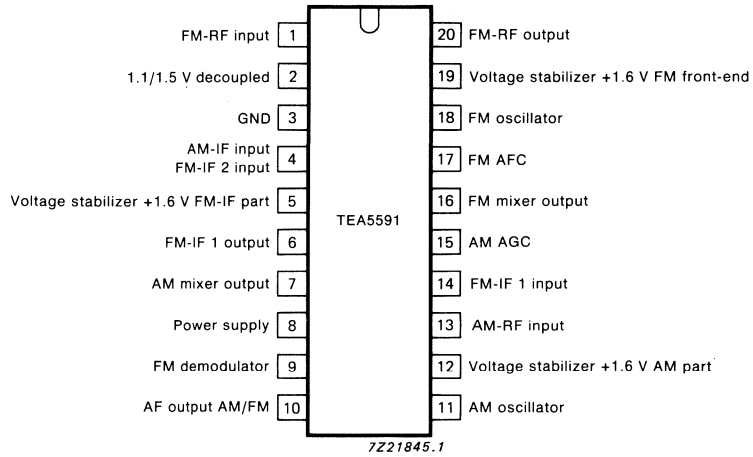 FM-RF input 1
1.1/1.5 V decoupled 2
GND 3
AM-IF input
FM-IF 2 input 4
Voltage stabilizer +1.6 V FM-IF part 5
FM-IF 1 output 6
AM mixer output 7
Power supply 8
FM demodulator 9
AF output AM/FM 10
TEA5591
20 FM-RF output
19 Voltage stabilizer +1.6 V FM front-end
18 FM oscillator
17 FM AFC
16 FM mixer output
15 AM AGC
14 FM-IF 1 input
13 AM-RF input
12 Voltage stabilizer +1.6 V AM part
11 AM oscillator
7Z21845.1